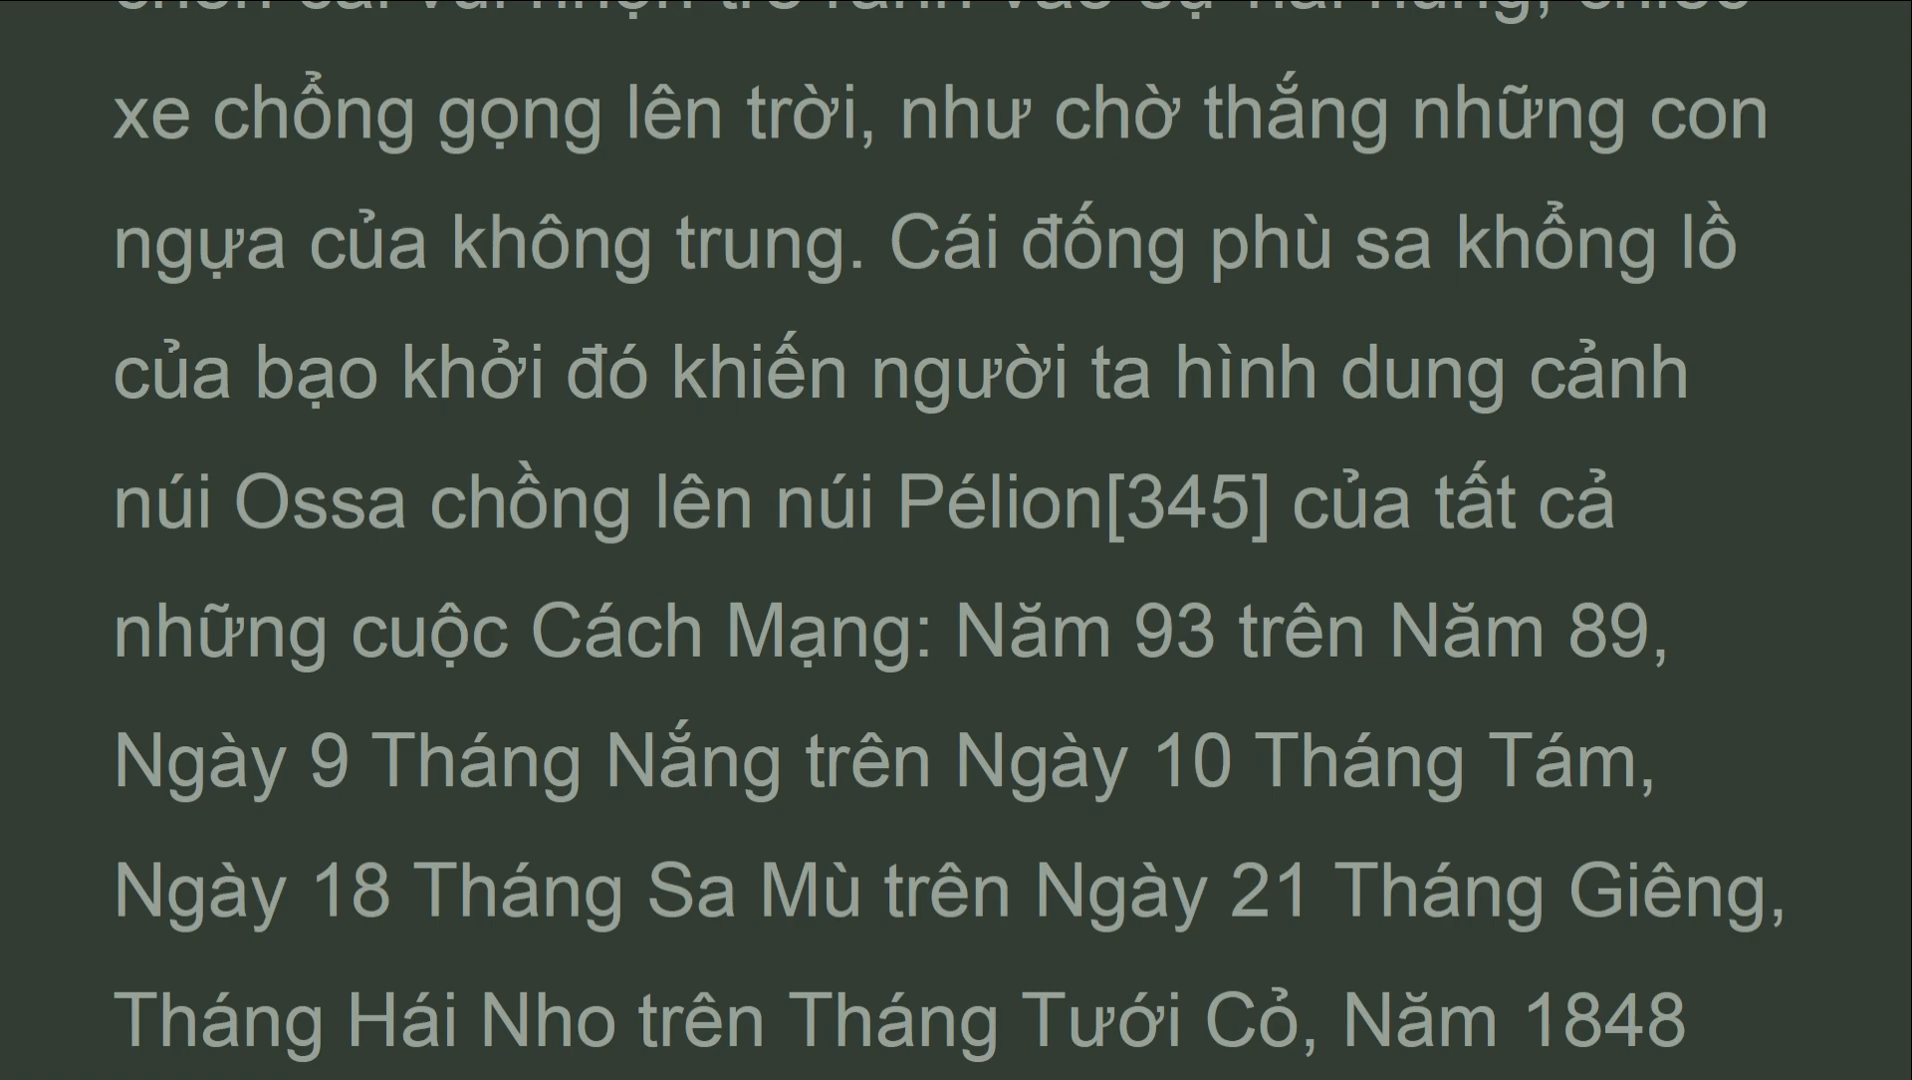 xe chổng gọng lên trời, như chờ thắng những con
ngựa của không trung. Cái đống phù sa khổng lồ
của bạo khởi đó khiến người ta hình dung cảnh
núi Ossa chồng lên núi Pélion[345] của tất cả
những cuộc Cách Mạng: Năm 93 trên Năm 89,
Ngày 9 Tháng Nắng trên Ngày 10 Tháng Tám,
Ngày 18 Tháng Sa Mù trên Ngày 21 Tháng Giêng,
Tháng Hái Nho trên Tháng Tưới Cỏ, Năm 1848